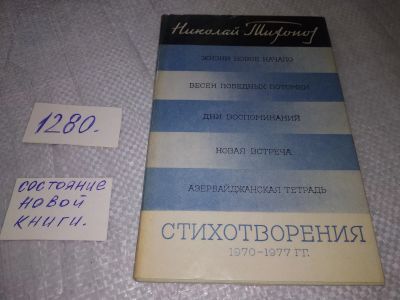 Николай Тихонов
ЖИЗНИ НОВОЕ НАЧАЛО
ВЕСЕН ПОБЕДНЫХ ПОТОМКИ
ДНИ ВОСПОМИНАНИЙ
НОВАЯ ВСТРЕЧА
АЗЕРБАЙДЖАНСКАЯ ТЕТРАДЬ
СТИХОТВОРЕНИЯ
1970-1977 ГГ.
1280.
состояние
новой
книги.